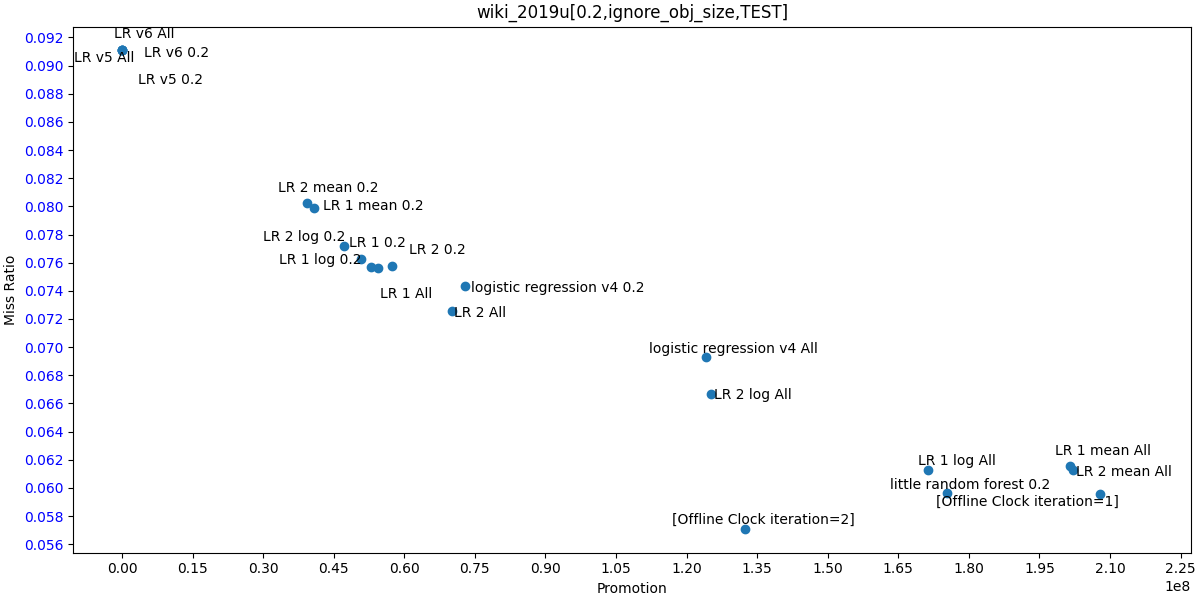 wiki_2019u[0.2,ignore_obj_size,TEST]
LR v6 All
LR v6 0.2
LR v5 All
LR v5 0.2
LR 2 mean 0.2
LR 1 mean 0.2
LR 2 log 0.2
LR 1 0.2
LR 2 0.2
LR 1 log 0.2
LR 1 All
logistic regression v4 0.2
LR 2 All
logistic regression v4 All
LR 2 log All
LR 1 mean All
LR 1 log All
LR 2 mean All
little random forest 0.2
[Offline Clock iteration=1]
[Offline Clock iteration=2]
Miss Ratio
0.092
0.090
0.088
0.086
0.084
0.082
0.080
0.078
0.076
0.074
0.072
0.070
0.068
0.066
0.064
0.062
0.060
0.058
0.056
0.00 0.15 0.30 0.45 0.60 0.75 0.90 1.05 1.20 1.35 1.50 1.65 1.80 1.95 2.10 2.25
1e8
Promotion